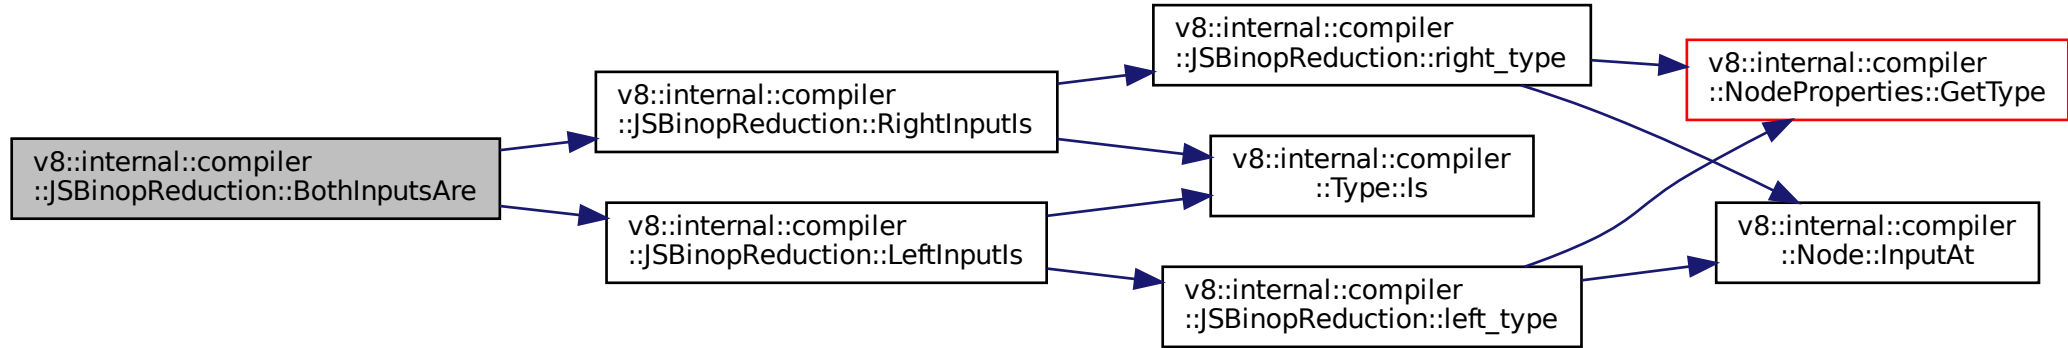 v8::internal::compiler
::JSBinopReduction::BothInputsAre
v8::internal::compiler
::JSBinopReduction::RightInputIs
v8::internal::compiler
::JSBinopReduction::LeftInputIs
v8::internal::compiler
::JSBinopReduction::right_type
v8::internal::compiler
::Type::Is
v8::internal::compiler
::JSBinopReduction::left_type
v8::internal::compiler
::NodeProperties::GetType
v8::internal::compiler
::Node::InputAt